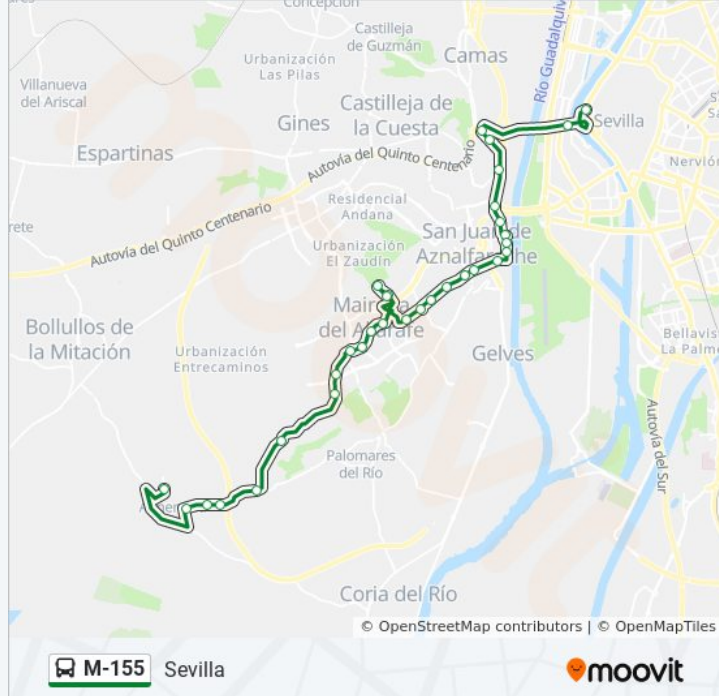 Concepción
Castilleja
de Guzmán
Camas
Urbanización
Las Pilas
Río Guadalquivir
Villanueva
del Ariscal
Castilleja de
la Cuesta
Gines
Sevilla
Espartinas
Nervión
Autovía del Quinto Centenario
Residencial
Andana
Autovía del Quinto Centenario
San Juan de
Aznalfarache
Urbanización
El Zaudín
Mairena
del Aljarafe
Bollullos de
la Mitación
Urbanización
Entrecaminos
Gelves
Bellavis
La Palme
Autovía del Sur
Palomares
del Río
Coria del Río
© OpenStreetMap contributors | © OpenMapTiles
M-155 Sevilla
moovit